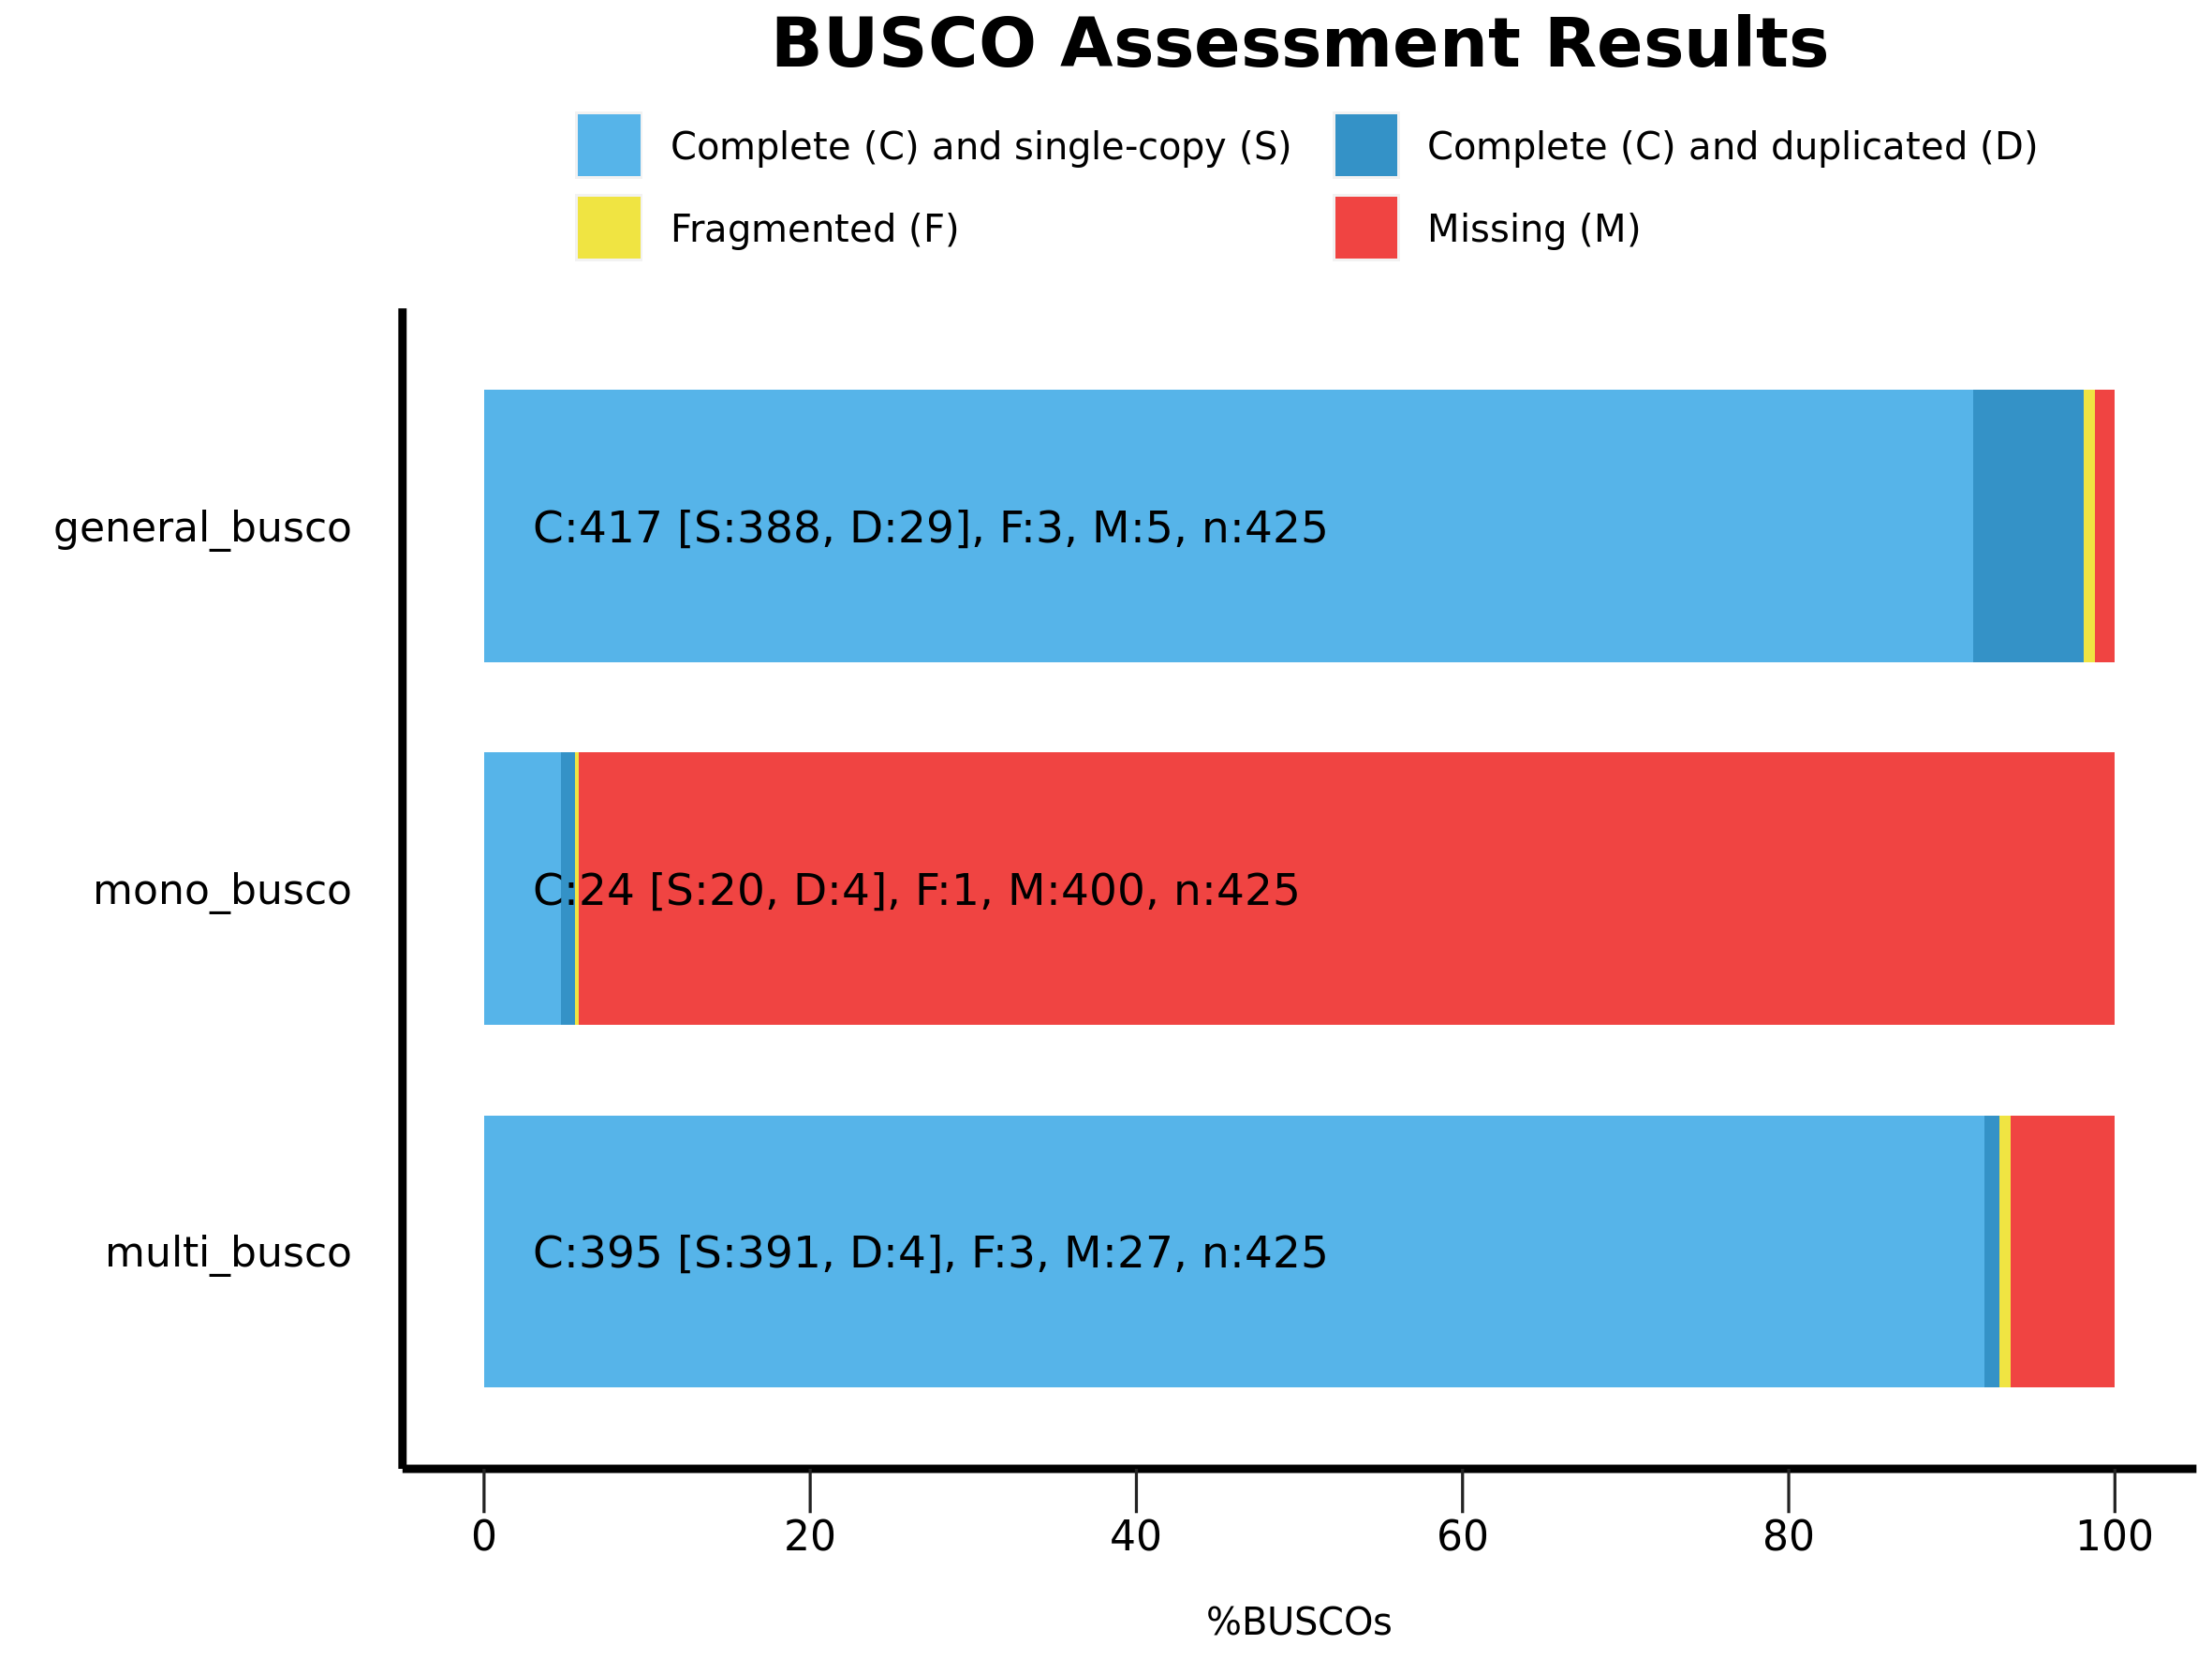 BUSCO Assessment Results
Complete (C) and single-copy (S)
Complete (C) and duplicated (D)
Fragmented (F)
Missing (M)
general_busco
C:417 [S:388, D:29], F:3, M:5, n:425
mono_busco
C:24 [S:20, D:4], F:1, M:400, n:425
multi_busco
C:395 [S:391, D:4], F:3, M:27, n:425
0 20 40 60 80 100
%BUSCOs